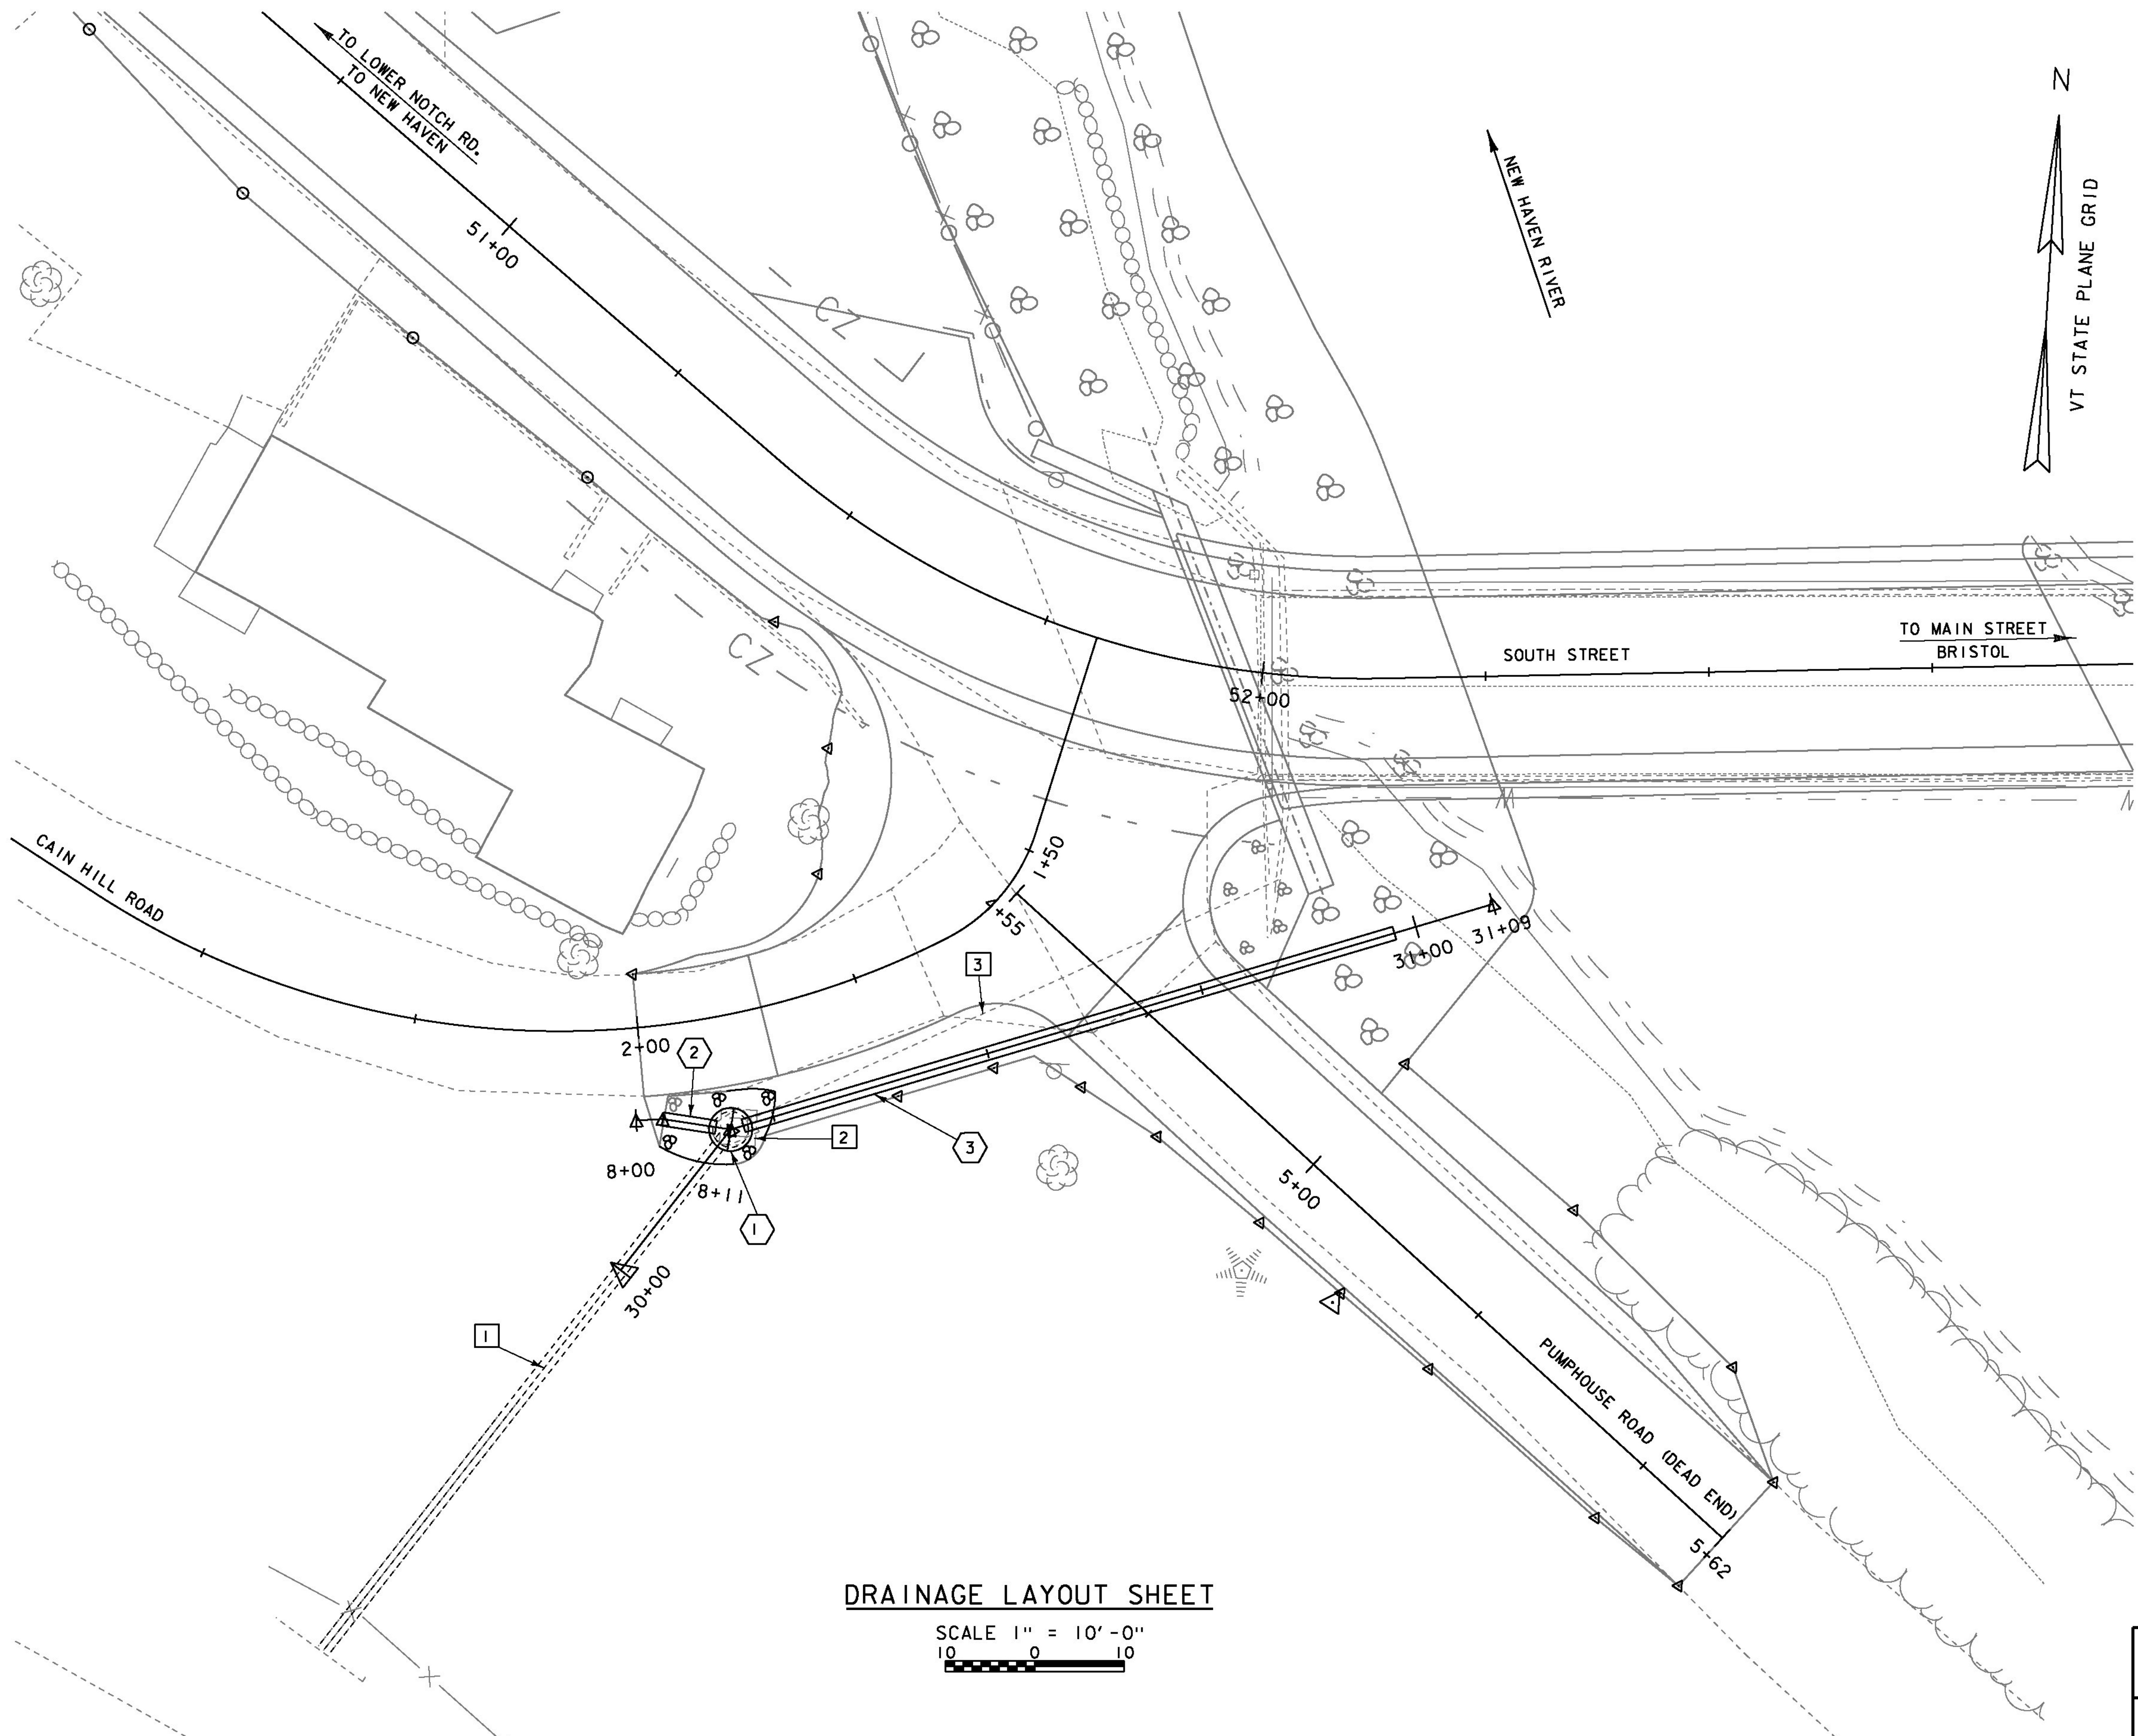 TO LOWER NOTCH RD.
TO NEW HAVEN
51+00
NEW HAVEN RIVER
N
VT STATE PLANE GRID
CZ
TO MAIN STREET
BRISTOL
SOUTH STREET
52+00
CZ
CAIN HILL ROAD
1+50
+55
31+09
31+00
3
2+00
2
2
3
8+00
8+11
1
5+00
30+00
1
PUMPHOUSE ROAD (DEAD END)
5+62
DRAINAGE LAYOUT SHEET
SCALE 1" = 10'-0"
10 0 10